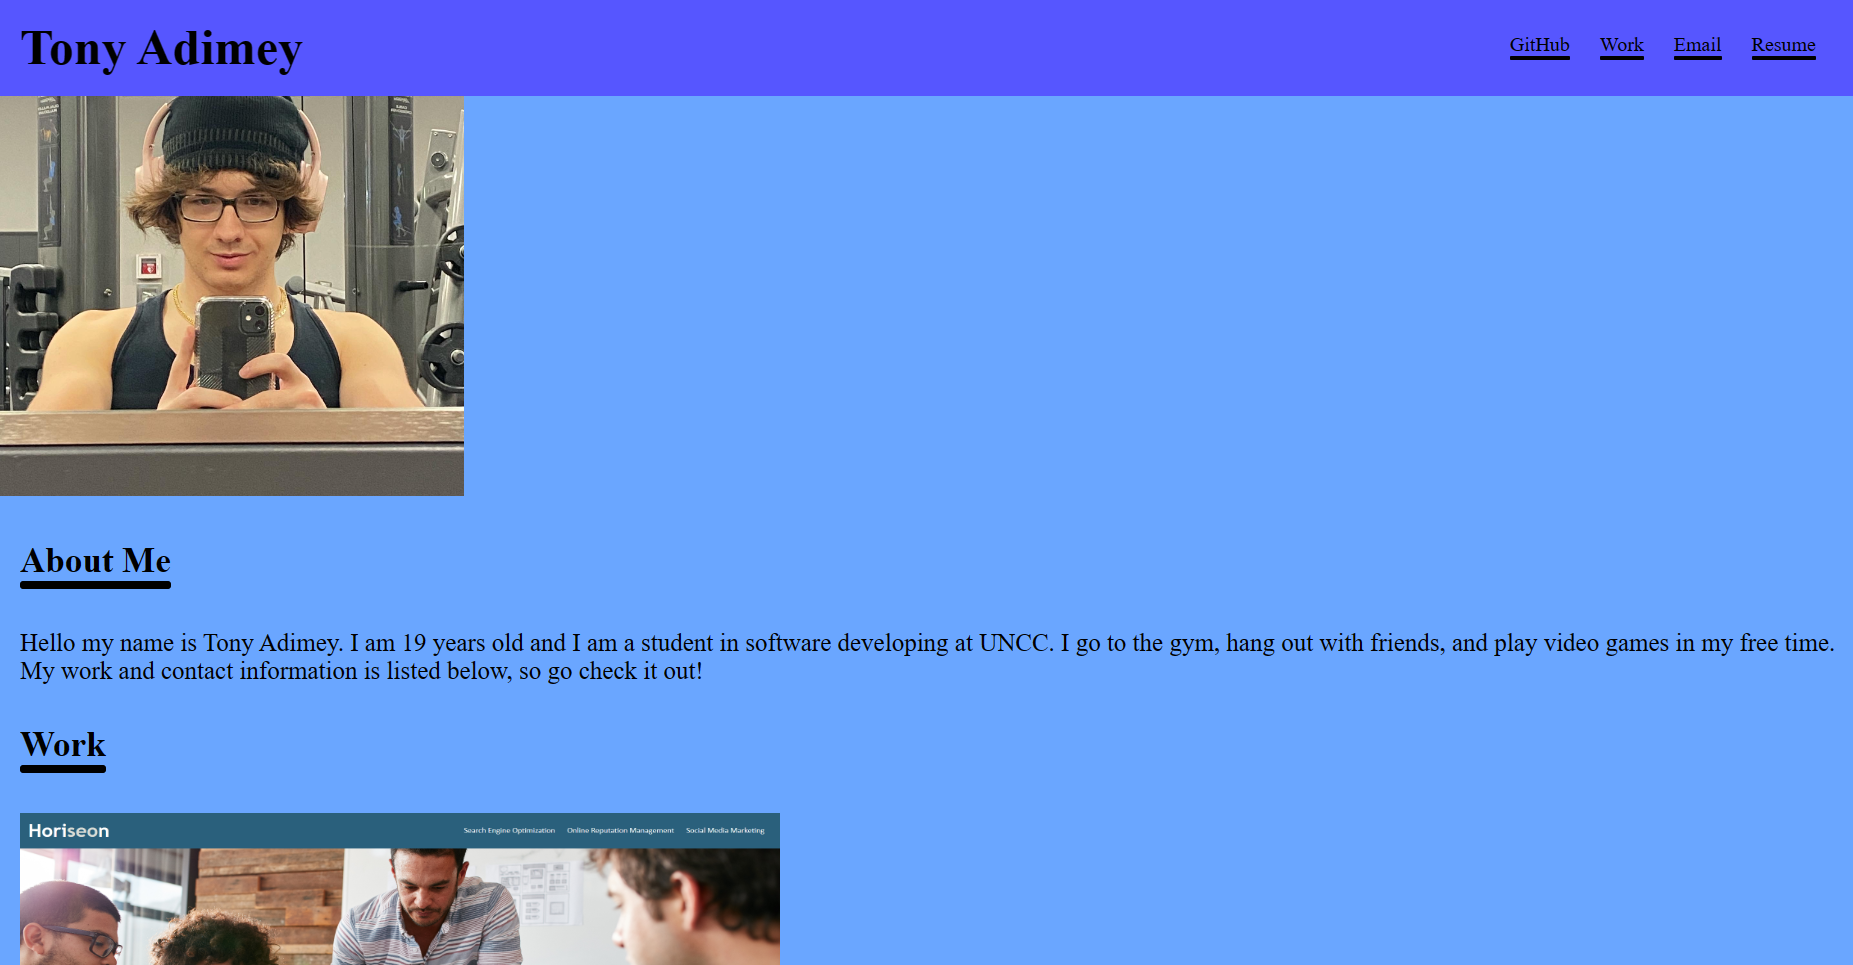 Tony Adimey
GitHub Work Email Resume
About Me
Hello my name is Tony Adimey. I am 19 years old and I am a student in software developing at UNCC. I go to the gym, hang out with friends, and play video games in my free time.
My work and contact information is listed below, so go check it out!
Work
Horiseon
Search Engine Optimization Online Reputation Management Social Media Marketing